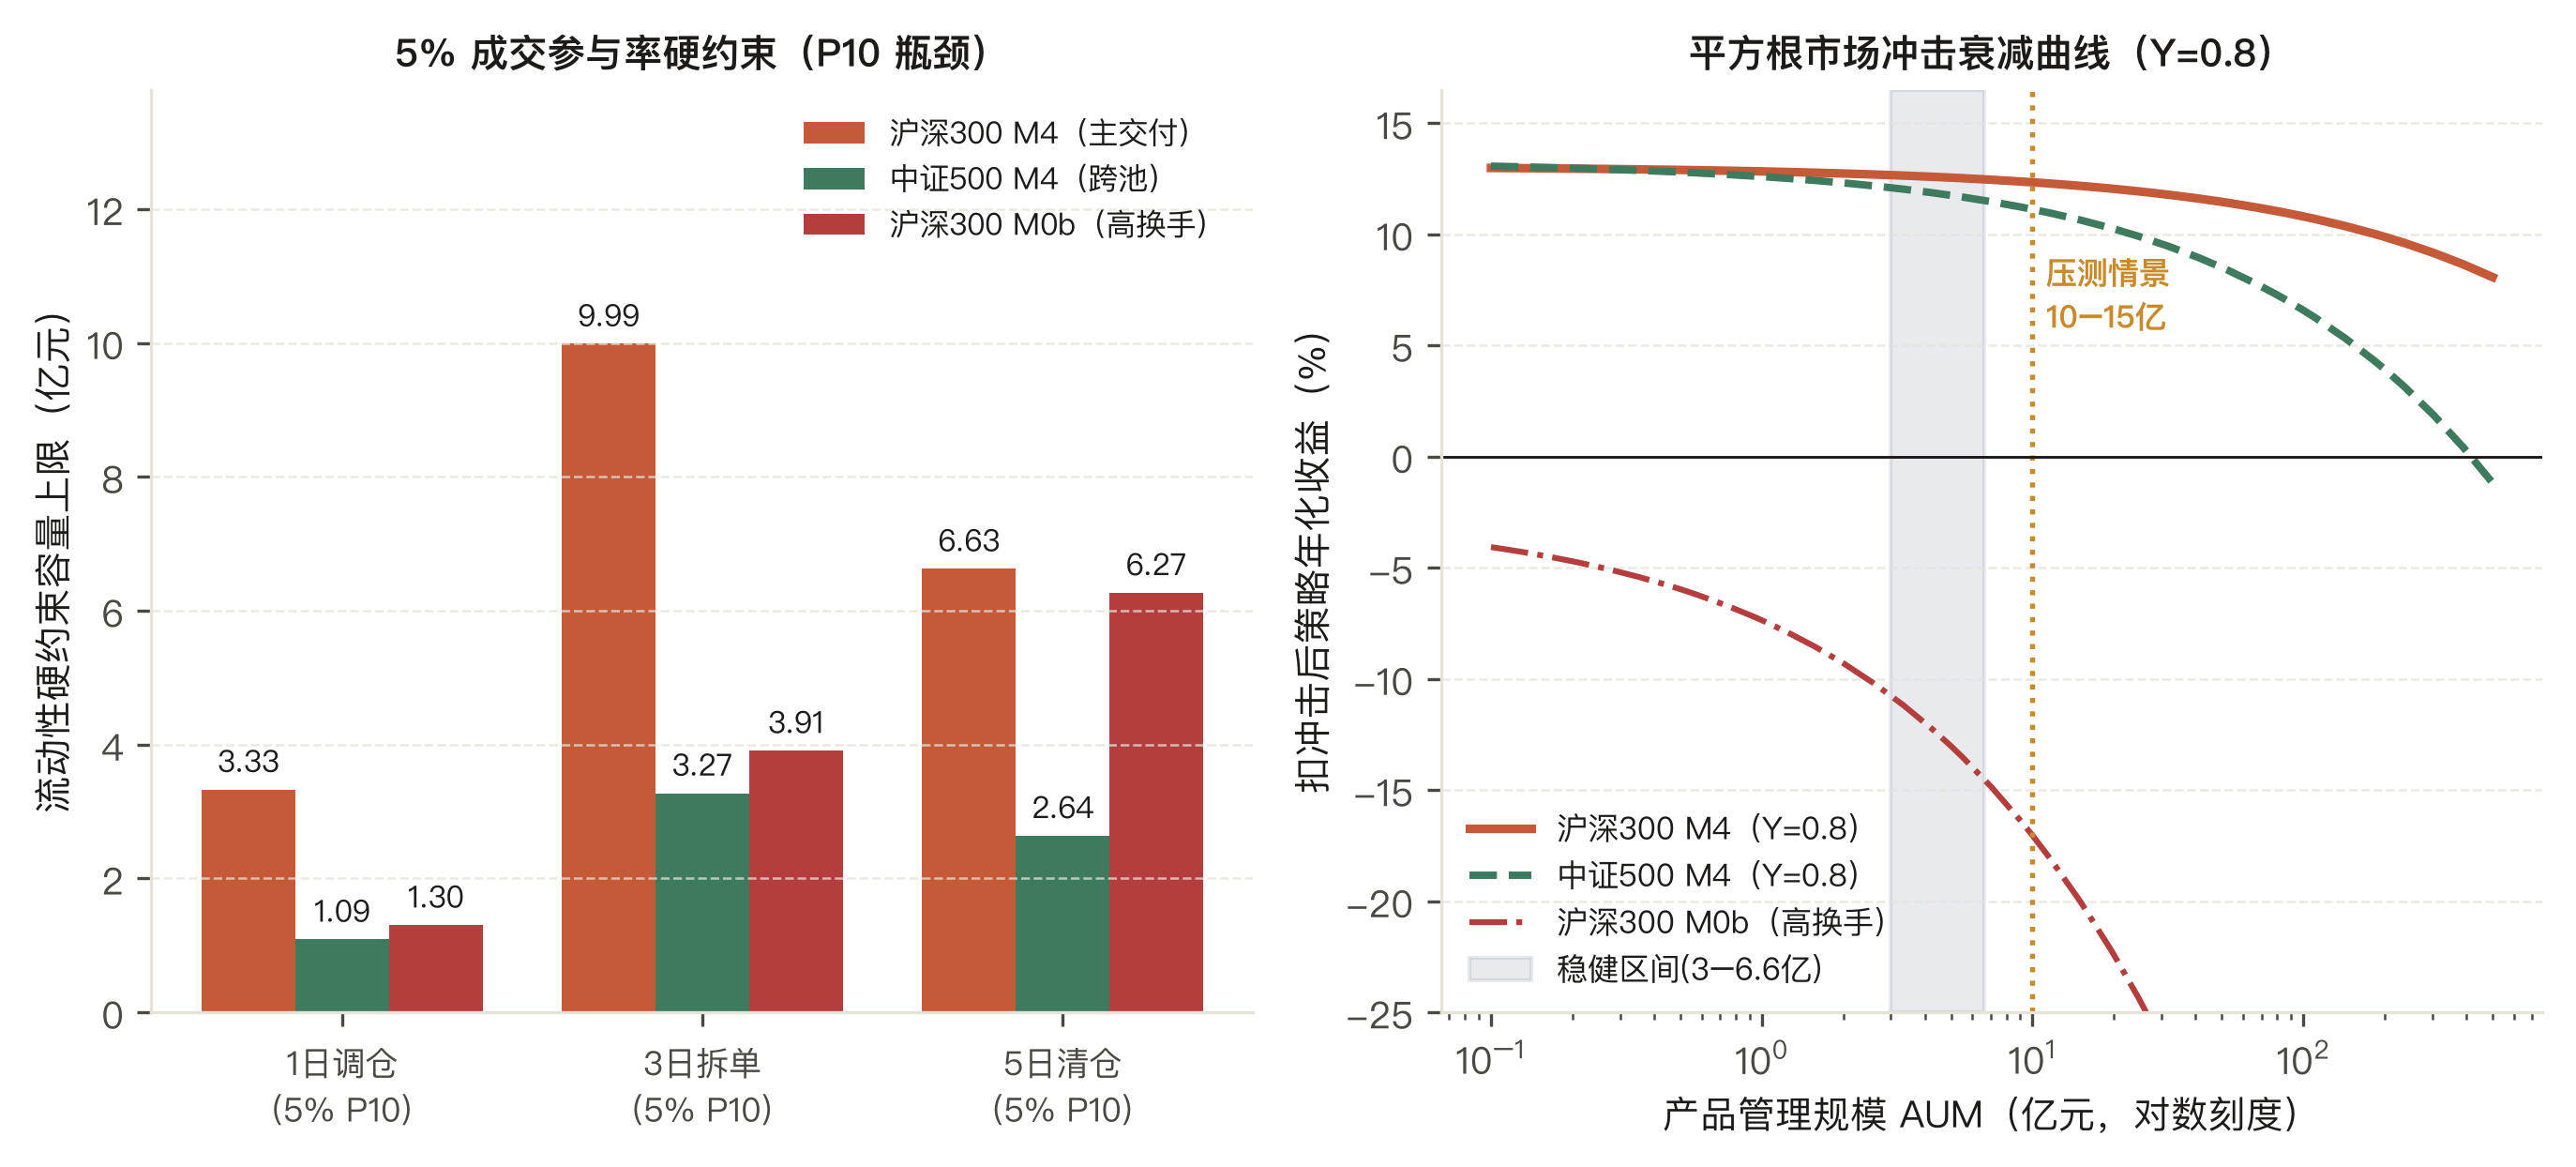 5% 成交参与率硬约束（P10 瓶颈）
流动性硬约束容量上限（亿元）
12
10
8
6
4
2
0
沪深300 M4（主交付）
中证500 M4（跨池）
沪深300 M0b（高换手）
3.33
1.09
1.30
9.99
3.27
3.91
6.63
2.64
6.27
1日调仓
(5% P10)
3日拆单
(5% P10)
5日清仓
(5% P10)
平方根市场冲击衰减曲线（Y=0.8）
扣冲击后策略年化收益（%）
15
10
5
0
−5
−10
−15
−20
−25
压测情景
10—15亿
沪深300 M4（Y=0.8）
中证500 M4（Y=0.8）
沪深300 M0b（高换手）
稳健区间(3—6.6亿)
10⁻¹
10⁰
10¹
10²
产品管理规模 AUM（亿元，对数刻度）